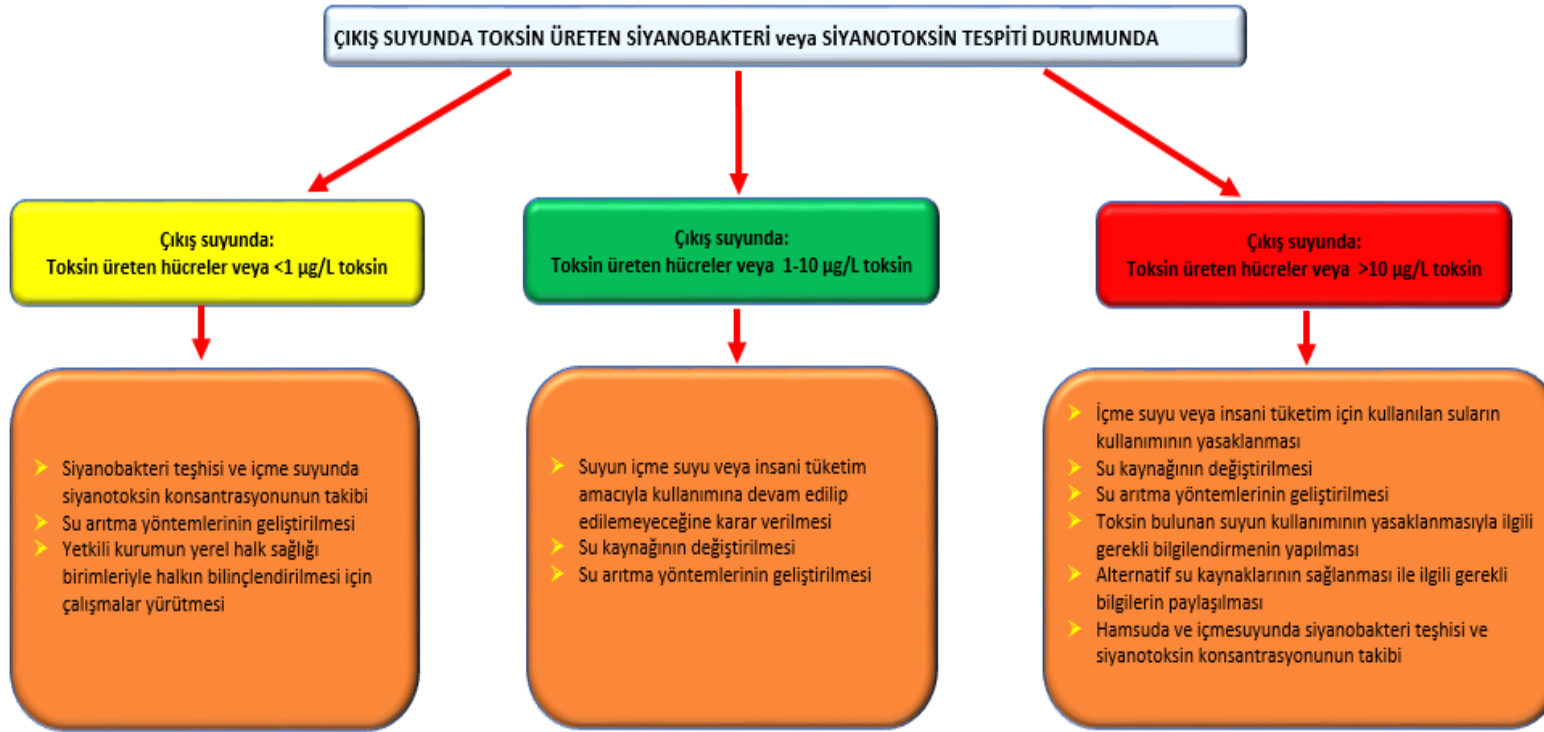 ÇIKIŞ SUYUNDA TOKSİN ÜRETEN SİYANOBAKTERİ veya SİYANOTOKSİN TESPİTİ DURUMUNDA
Çıkış suyunda:
Toksin üreten hücreler veya <1 µg/L toksin
Çıkış suyunda:
Toksin üreten hücreler veya 1-10 µg/L toksin
Çıkış suyunda:
Toksin üreten hücreler veya >10 µg/L toksin
Siyanobakteri teşhisi ve içme suyunda
siyanotoksin konsantrasyonunun takibi
Su arıtma yöntemlerinin geliştirilmesi
Yetkili kurumun yerel halk sağlığı
birimleriyle halkın bilinçlendirilmesi için
çalışmalar yürütmesi
Suyun içme suyu veya insani tüketim
amacıyla kullanımına devam edilip
edilemeyeceğine karar verilmesi
Su kaynağının değiştirilmesi
Su arıtma yöntemlerinin geliştirilmesi
İçme suyu veya insani tüketim için kullanılan suların
kullanımının yasaklanması
Su kaynağının değiştirilmesi
Su arıtma yöntemlerinin geliştirilmesi
Toksin bulunan suyun kullanımının yasaklanmasıyla ilgili
gerekli bilgilendirmenin yapılması
Alternatif su kaynaklarının sağlanması ile ilgili gerekli
bilgilerin paylaşılması
Hamsuda ve içmesuyunda siyanobakteri teşhisi ve
siyanotoksin konsantrasyonunun takibi